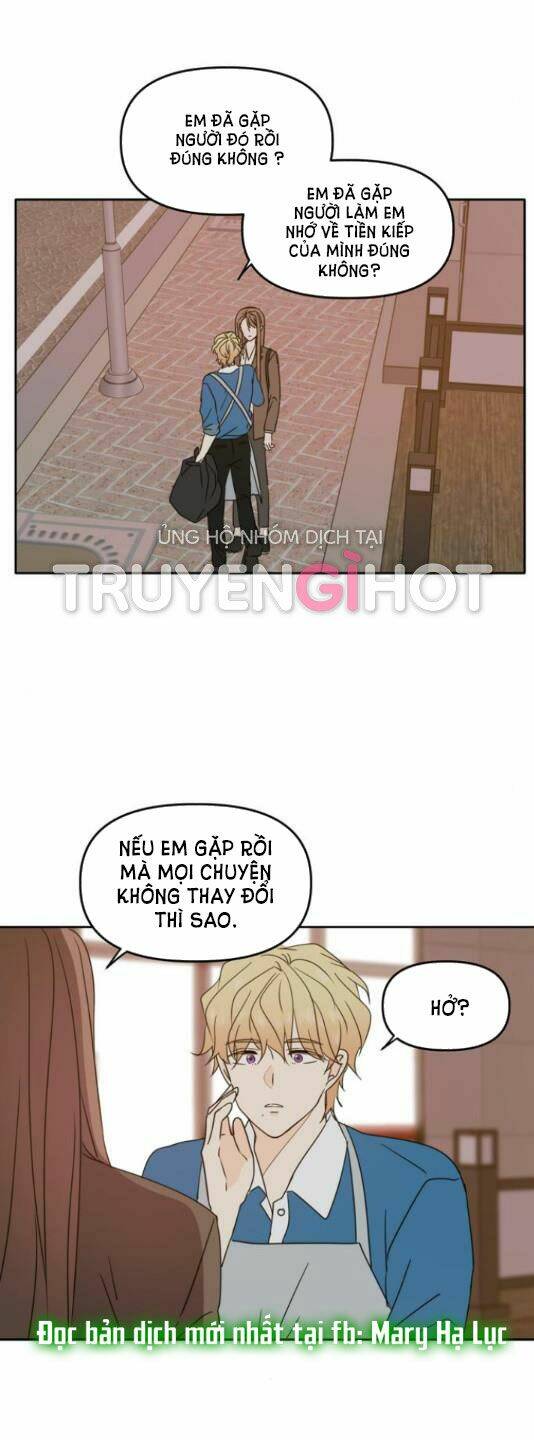 EM ĐÃ GẶP
NGƯỜI ĐÓ RỒI
ĐÚNG KHÔNG ?
EM ĐÃ GẶP
NGƯỜI LÀM EM
NHỚ VỀ TIỀN KIẾP
CỦA MÌNH ĐÚNG
KHÔNG?
ỦNG HỘ NHÓM DỊCH TẠI
TRUYENGIHOT
NẾU EM GẶP RỒI
MÀ MỌI CHUYỆN
KHÔNG THAY ĐỔI
THÌ SAO.
HỞ?
Đọc bản dịch mới nhất tại fb: Mary Hạ Lục